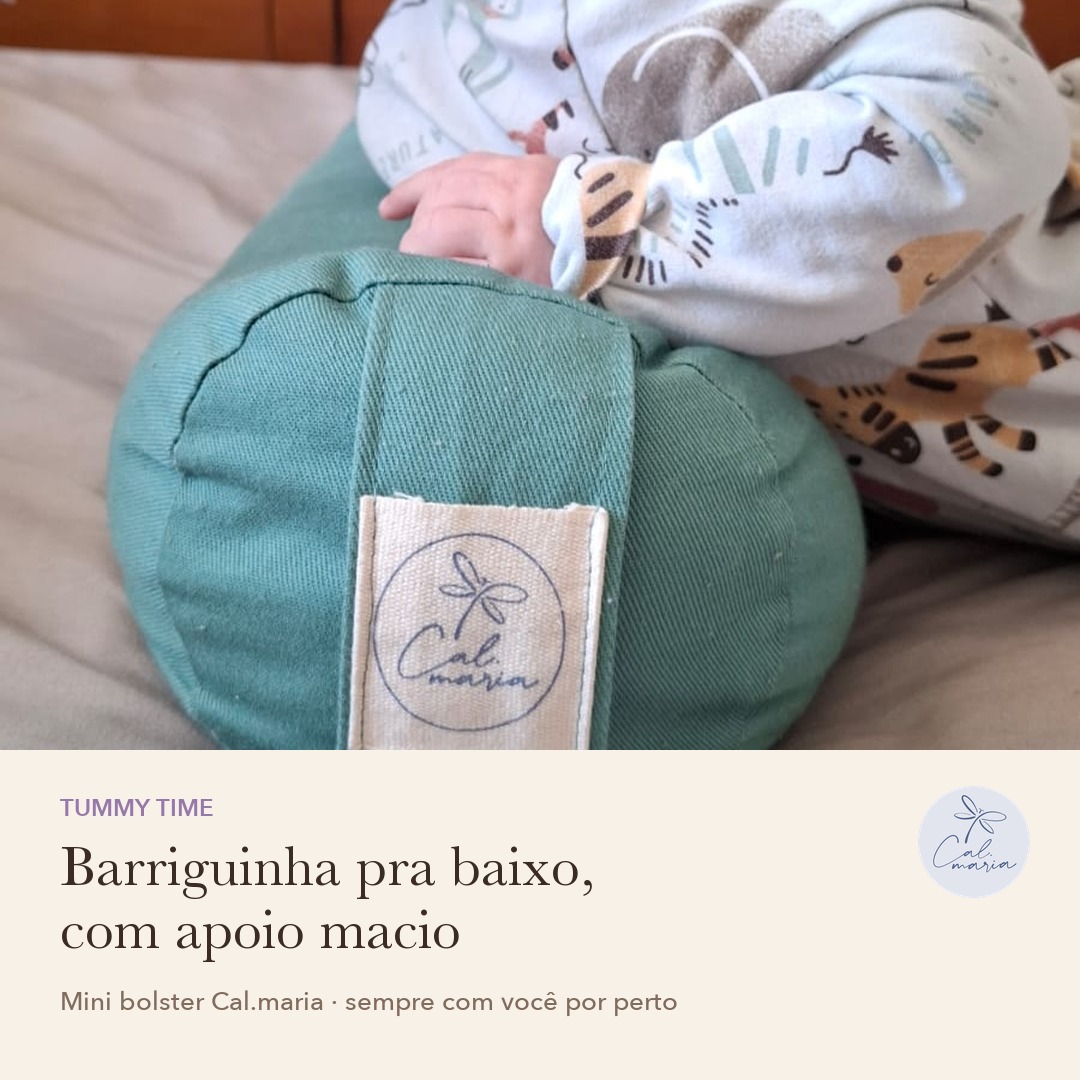 NATURE
Cal.
maria
TUMMY TIME
Barriguinha pra baixo,
com apoio macio
Mini bolster Cal.maria · sempre com você por perto
Cal.
maria